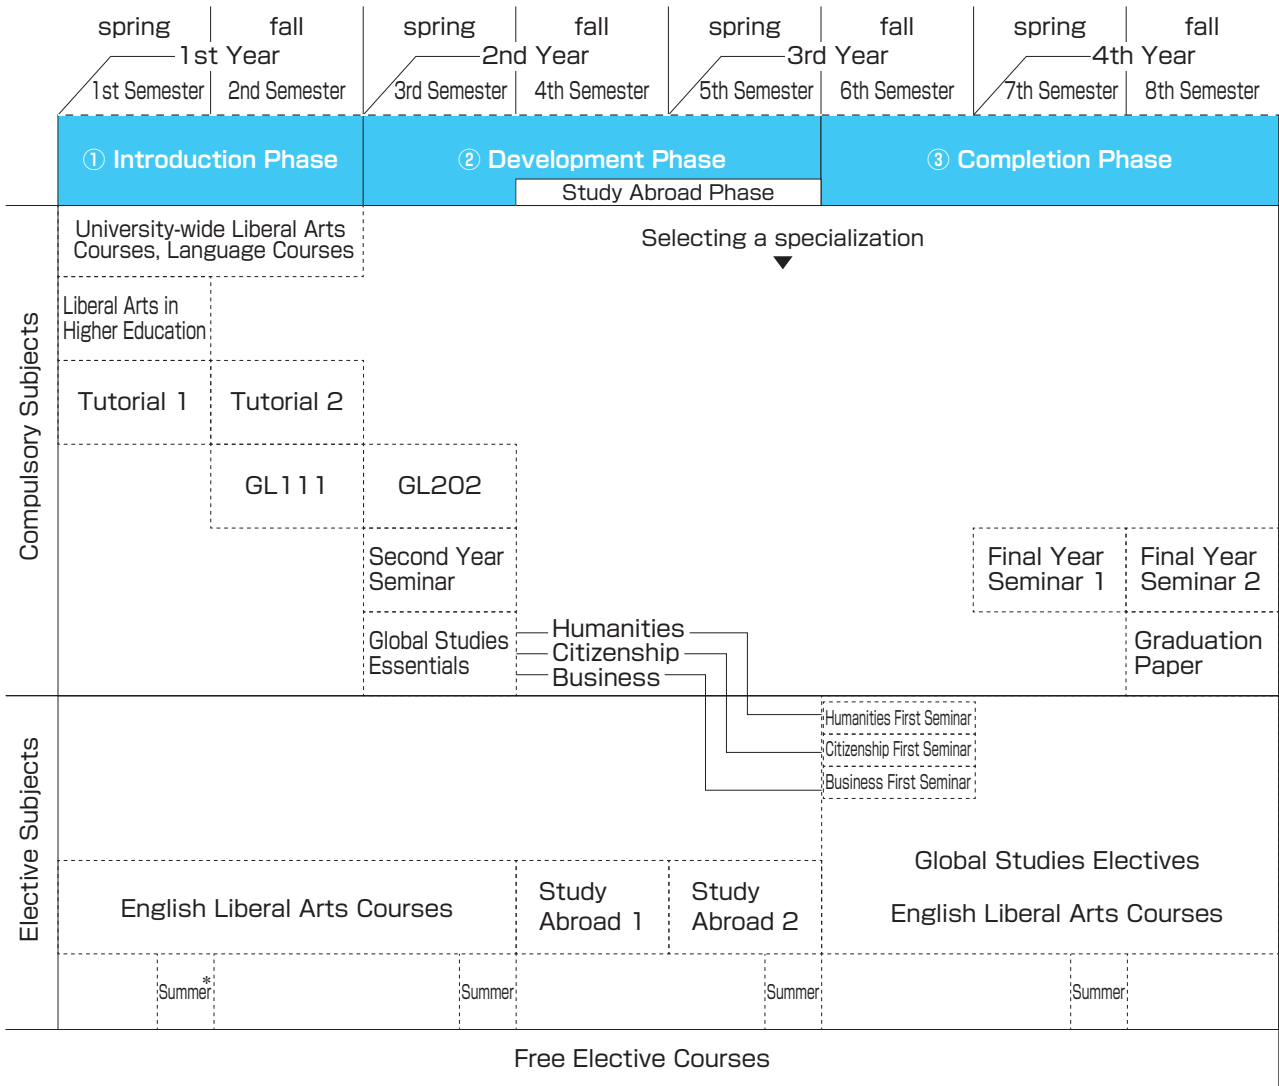 spring fall spring fall spring fall spring fall
1st Year 2nd Year 3rd Year 4th Year
1st Semester 2nd Semester 3rd Semester 4th Semester 5th Semester 6th Semester 7th Semester 8th Semester
① Introduction Phase ② Development Phase ③ Completion Phase
Study Abroad Phase
Compulsory Subjects
University-wide Liberal Arts
Courses, Language Courses
Selecting a specialization
▼
Liberal Arts in
Higher Education
Tutorial 1 Tutorial 2
GL111 GL202
Second Year
Seminar
Final Year
Seminar 1
Final Year
Seminar 2
Global Studies
Essentials
Humanities
Citizenship
Business
Graduation
Paper
Elective Subjects
Humanities First Seminar
Citizenship First Seminar
Business First Seminar
English Liberal Arts Courses
Study
Abroad 1
Study
Abroad 2
Global Studies Electives
English Liberal Arts Courses
Summer* Summer Summer Summer
Free Elective Courses